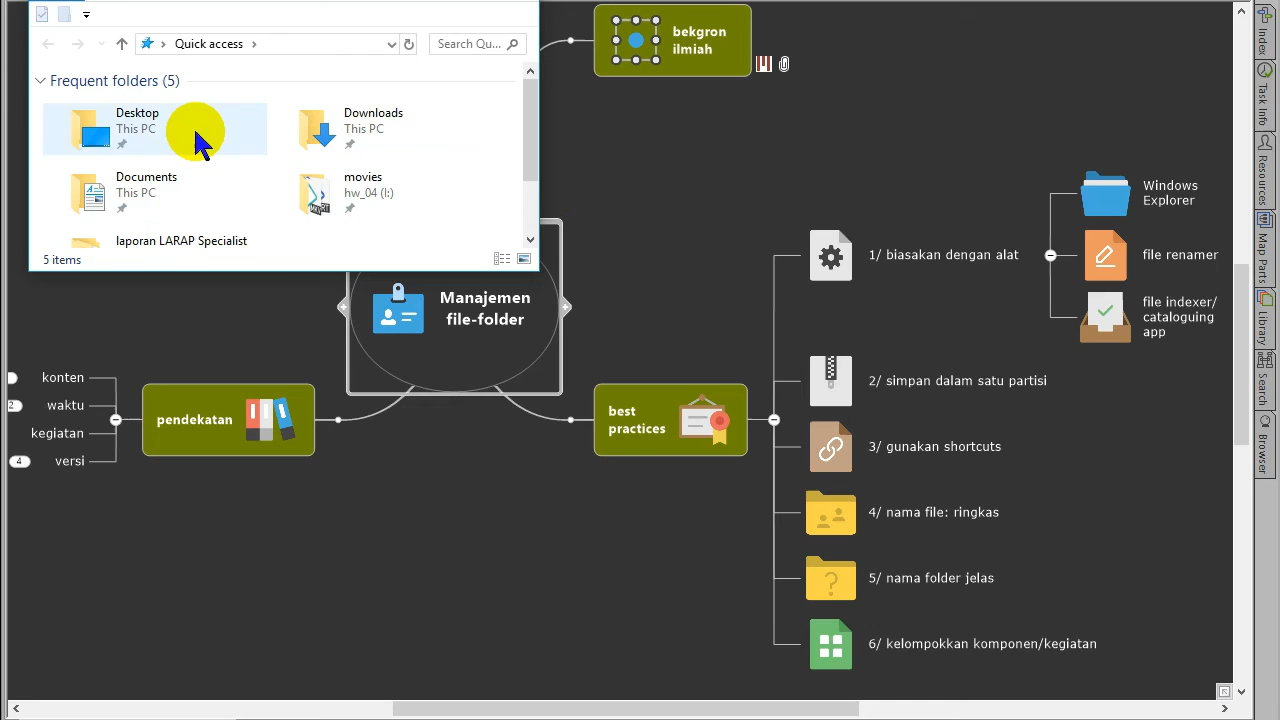 Quick access
Search Qu...
Frequent folders (5)
Desktop
This PC
Downloads
This PC
Documents
This PC
movies
hw_04 (I:)
laporan LARAP Specialist
5 items
bekgron
ilmiah
Manajemen
file-folder
konten
waktu
2
kegiatan
versi
4
pendekatan
best
practices
1/ biasakan dengan alat
Windows
Explorer
file renamer
file indexer/
cataloguing
app
2/ simpan dalam satu partisi
3/ gunakan shortcuts
4/ nama file: ringkas
5/ nama folder jelas
6/ kelompokkan komponen/kegiatan
Index
Task Info
Resources
Map Parts
Library
Search
Browser